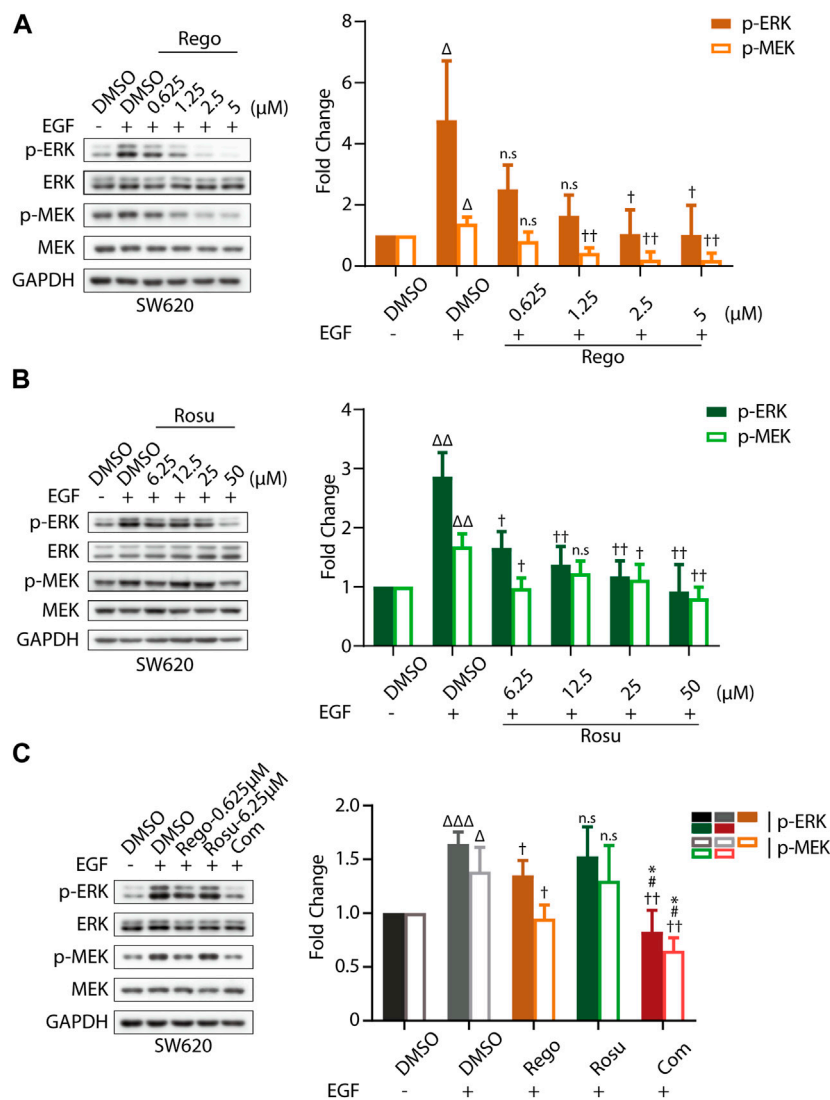 A
Rego
DMSO DMSO 0.625 1.25 2.5 5 (μM)
EGF - + + + + +
p-ERK
ERK
p-MEK
MEK
GAPDH
SW620
Fold Change
8
6
4
2
1
0
Δ Δ n.s n.s n.s †† † †† † ††
p-ERK
p-MEK
DMSO DMSO 0.625 1.25 2.5 5 (μM)
EGF - + + + + +
Rego
B
Rosu
DMSO DMSO 6.25 12.5 25 50 (μM)
EGF - + + + + +
p-ERK
ERK
p-MEK
MEK
GAPDH
SW620
Fold Change
4
3
2
1
0
ΔΔ ΔΔ † † †† n.s †† † †† ††
p-ERK
p-MEK
DMSO DMSO 6.25 12.5 25 50 (μM)
EGF - + + + + +
Rosu
C
DMSO DMSO Rego-0.625μM Rosu-6.25μM Com
EGF - + + + +
p-ERK
ERK
p-MEK
MEK
GAPDH
SW620
Fold Change
2.0
1.5
1.0
0.5
0
ΔΔΔ Δ † † n.s n.s
* *
# #
†† ††
p-ERK
p-MEK
DMSO DMSO Rego Rosu Com
EGF - + + + +